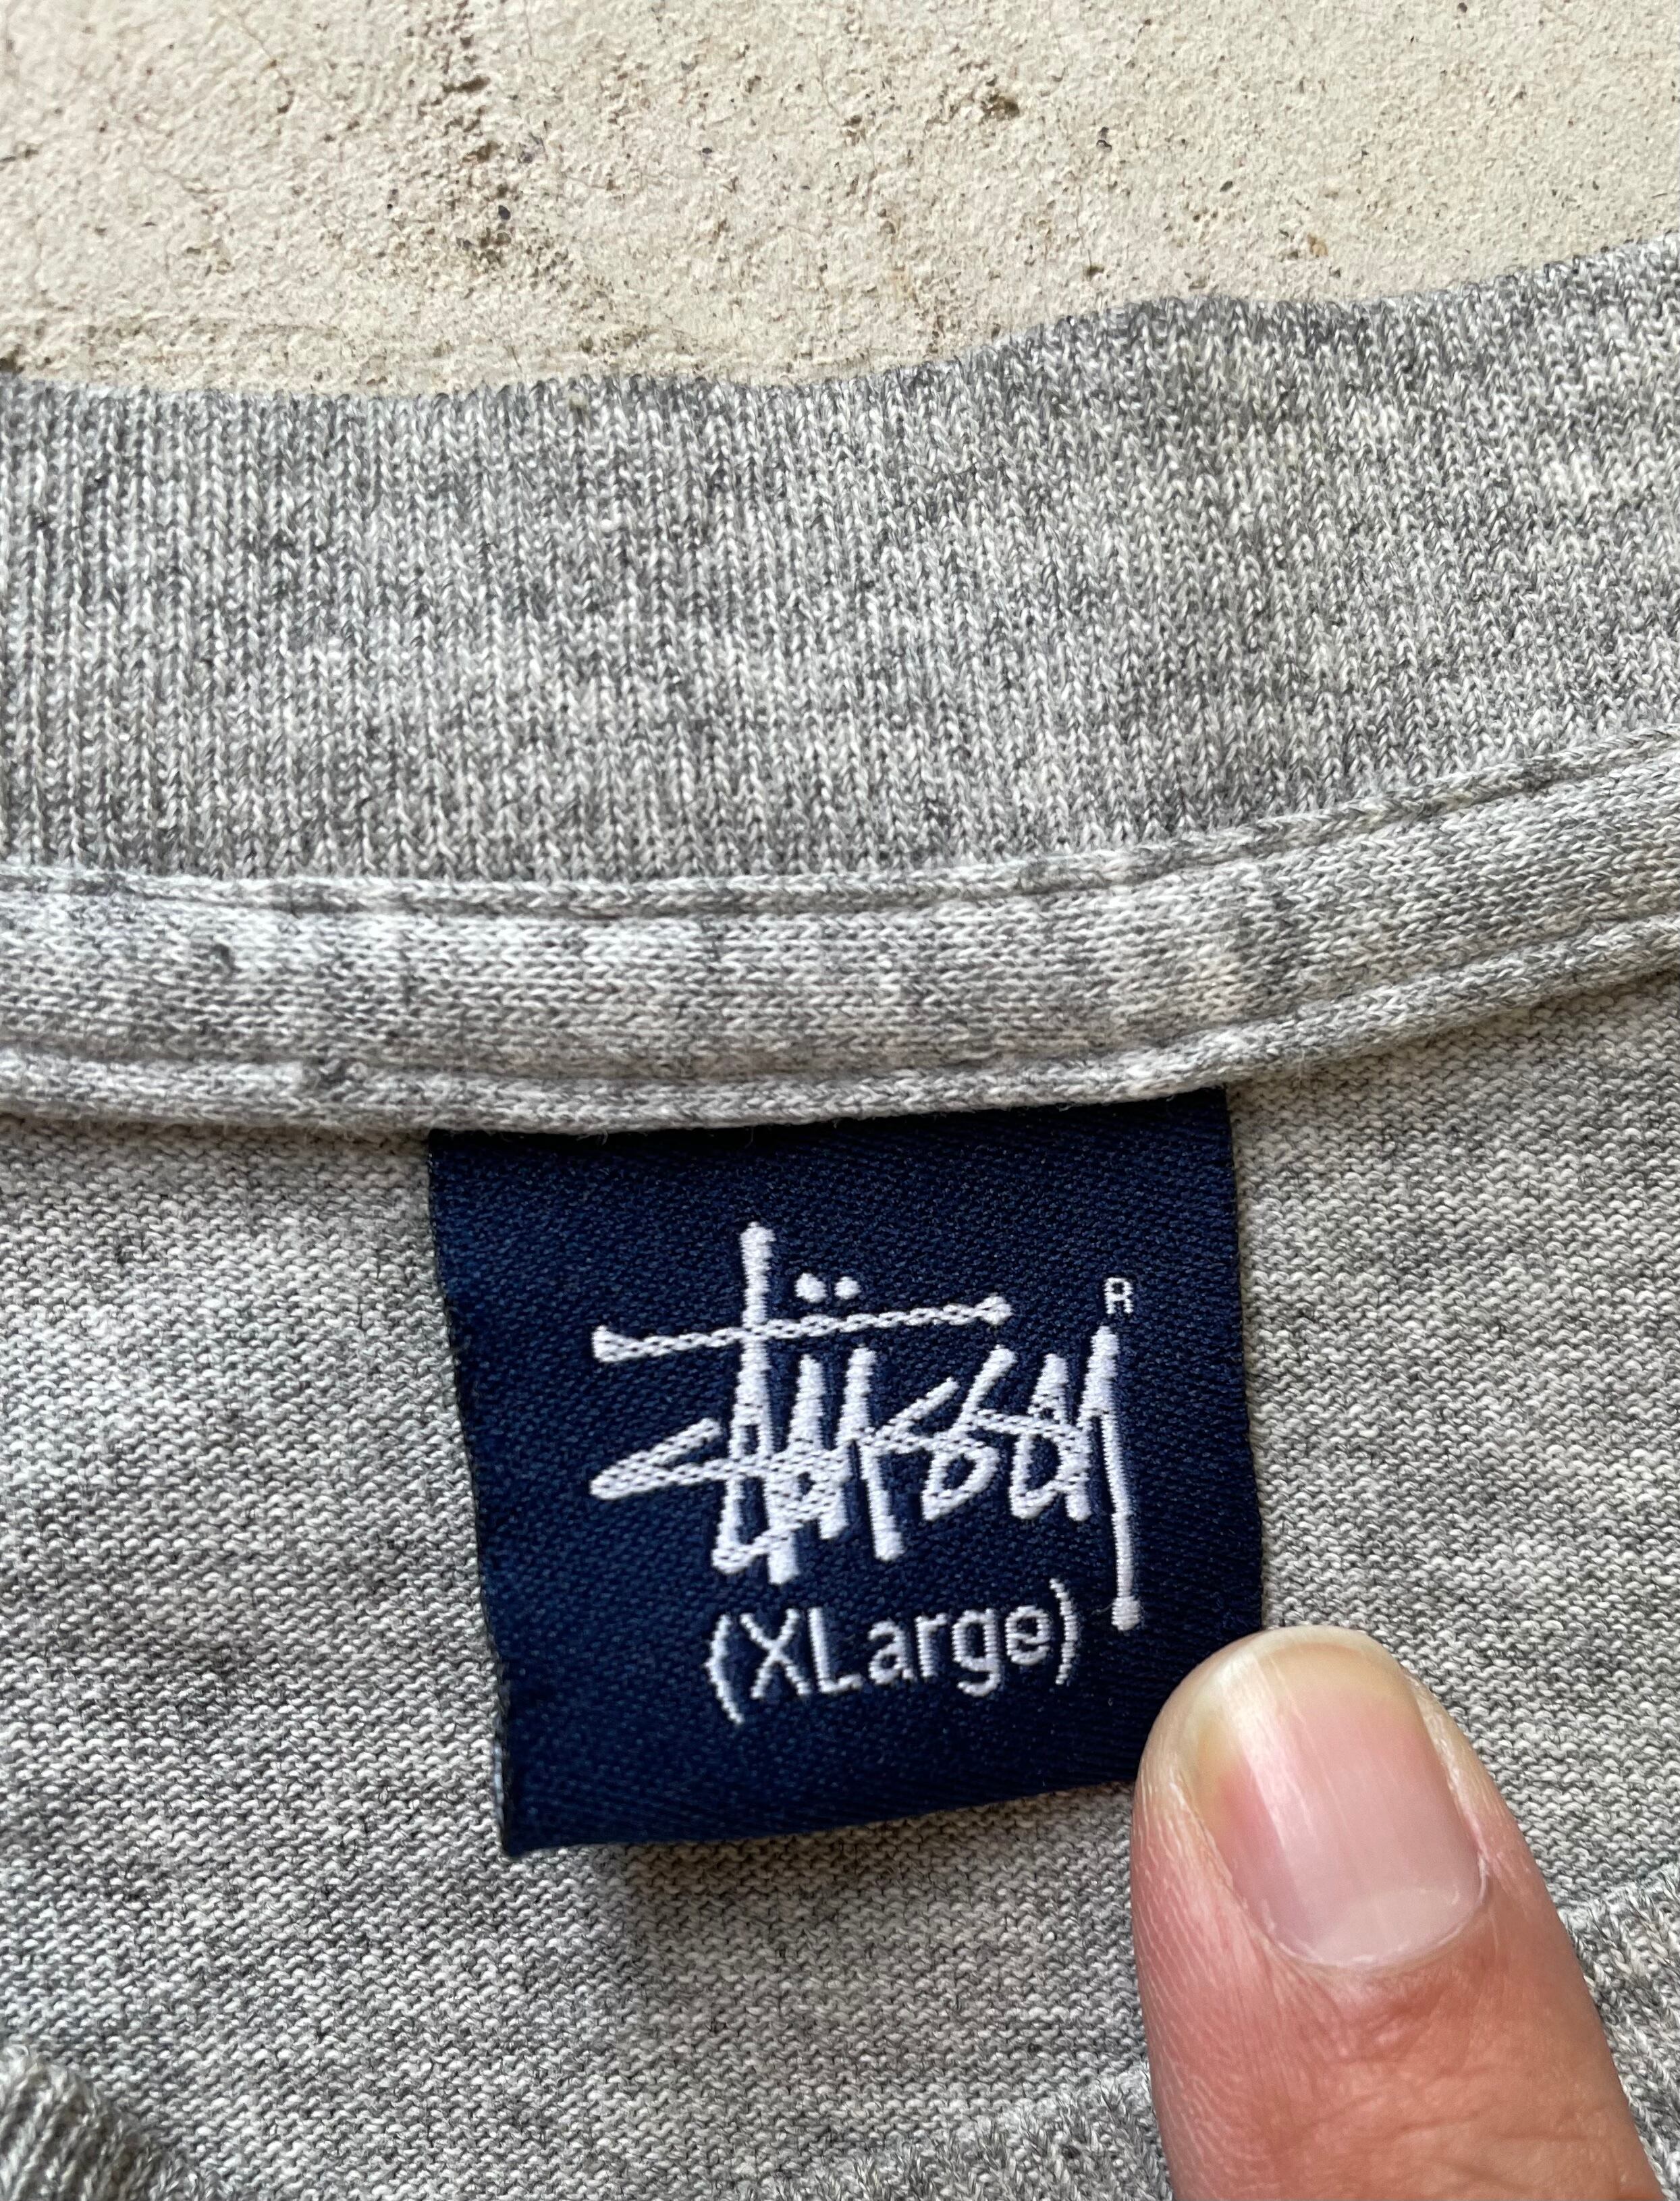 Stüssy ®
(XLarge)